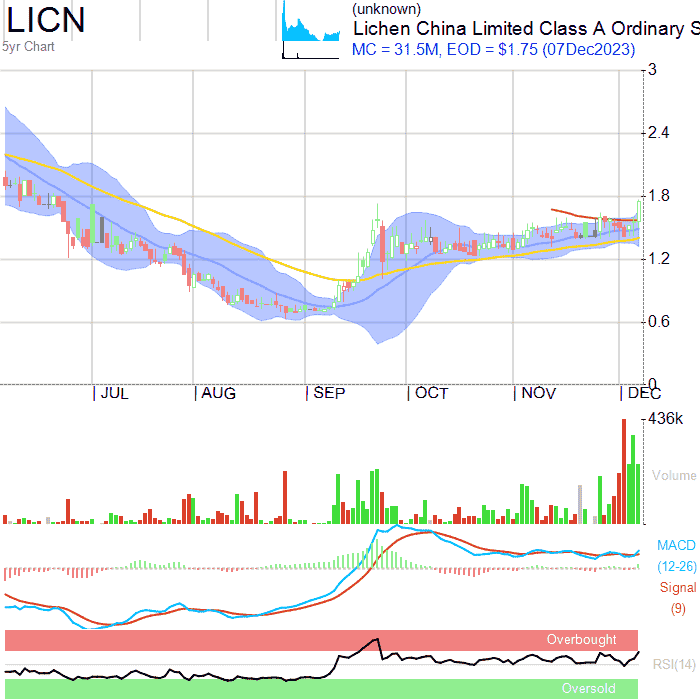 LICN
5yr Chart
(unknown)
Lichen China Limited Class A Ordinary S
MC = 31.5M, EOD = $1.75 (07Dec2023)
3
2.4
1.8
1.2
0.6
0
JUL AUG SEP OCT NOV DEC
436k
Volume
MACD
(12-26)
Signal
(9)
Overbought
RSI(14)
Oversold